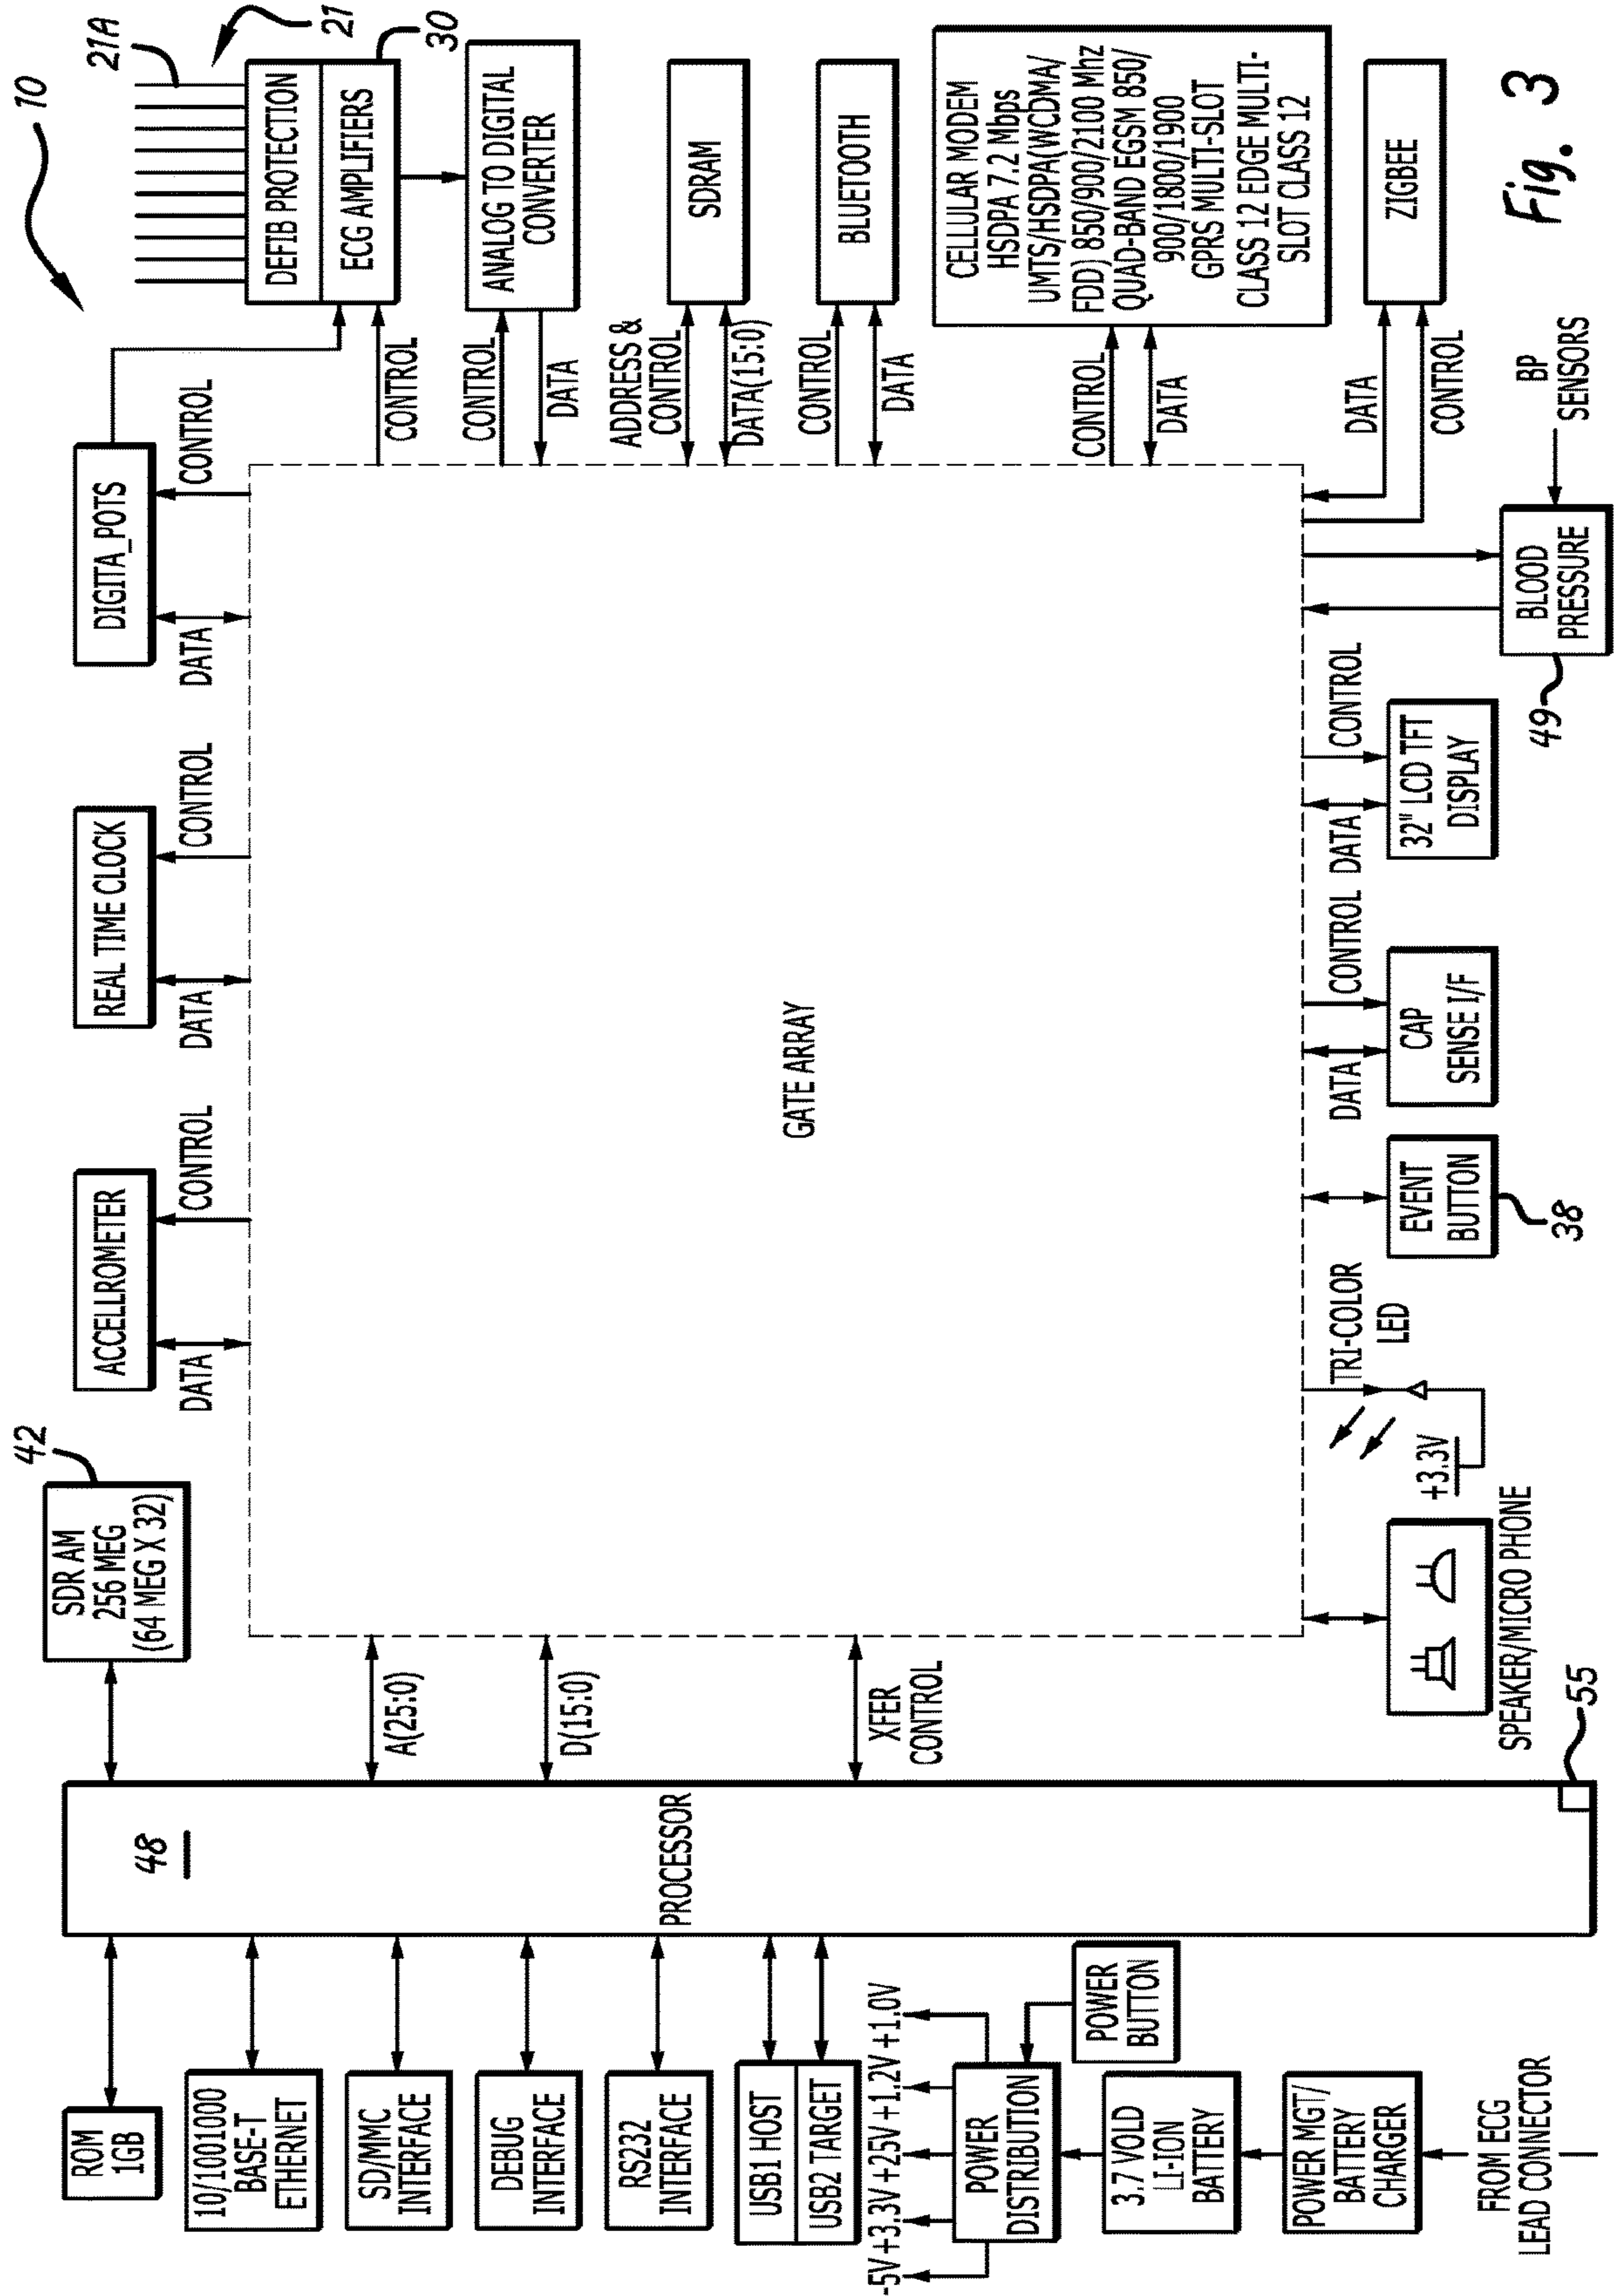 10
21A
21
30
42
SDR AM
256 MEG
(64 MEG X 32)
ACCELLROMETER
REAL TIME CLOCK
DIGITA_POTS
DATA
CONTROL
DATA
CONTROL
DATA
CONTROL
DEFIB PROTECTION
ECG AMPLIFIERS
CONTROL
ANALOG TO DIGITAL
CONVERTER
CONTROL
DATA
SDRAM
ADDRESS &
CONTROL
DATA(15:0)
BLUETOOTH
CONTROL
DATA
CELLULAR MODEM
HSDPA 7.2 Mbps
UMTS/HSDPA(WCDMA/
FDD) 850/900/2100 Mhz
QUAD-BAND EGSM 850/
900/1800/1900
GPRS MULTI-SLOT
CLASS 12 EDGE MULTI-
SLOT CLASS 12
CONTROL
DATA
ZIGBEE
DATA
CONTROL
GATE ARRAY
ROM
1GB
10/1001000
BASE-T
ETHERNET
SD/MMC
INTERFACE
DEBUG
INTERFACE
RS232
INTERFACE
USB1 HOST
USB2 TARGET
48
PROCESSOR
55
A(25:0)
D(15:0)
XFER
CONTROL
-5V +3.3V +25V +1.2V +1.0V
POWER
DISTRIBUTION
POWER
BUTTON
3.7 VOLD
LI-ION
BATTERY
POWER MGT/
BATTERY
CHARGER
FROM ECG
LEAD CONNECTOR
SPEAKER/MICRO PHONE
+3.3V
TRI-COLOR
LED
EVENT
BUTTON
38
DATA
CONTROL
CAP
SENSE I/F
DATA
CONTROL
32" LCD TFT
DISPLAY
BLOOD
PRESSURE
49
BP
SENSORS
Fig. 3